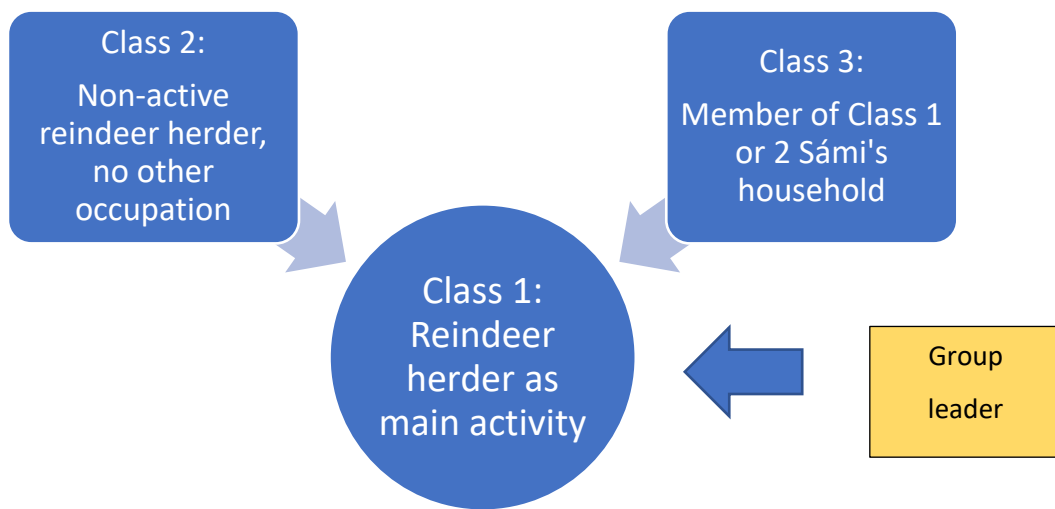 Class 2:
Non-active
reindeer herder,
no other
occupation
Class 3:
Member of Class 1
or 2 Sámi's
household
Class 1:
Reindeer
herder as
main activity
Group
leader